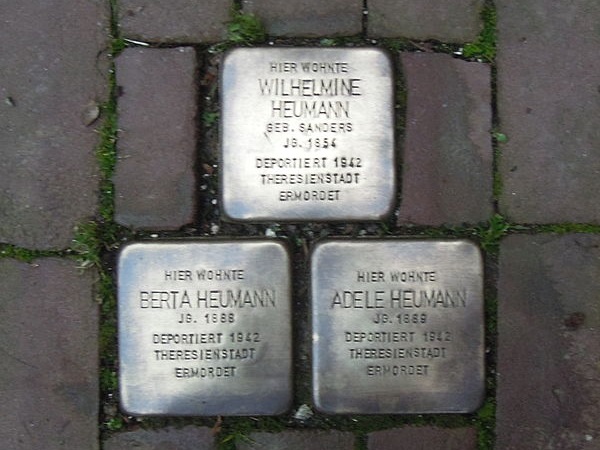 HIER WOHNTE
WILHELMINE
HEUMANN
GEB. SANDERS
JG. 1854
DEPORTIERT 1942
THERESIENSTADT
ERMORDET
HIER WOHNTE
BERTA HEUMANN
JG. 1888
DEPORTIERT 1942
THERESIENSTADT
ERMORDET
HIER WOHNTE
ADELE HEUMANN
JG. 1889
DEPORTIERT 1942
THERESIENSTADT
ERMORDET